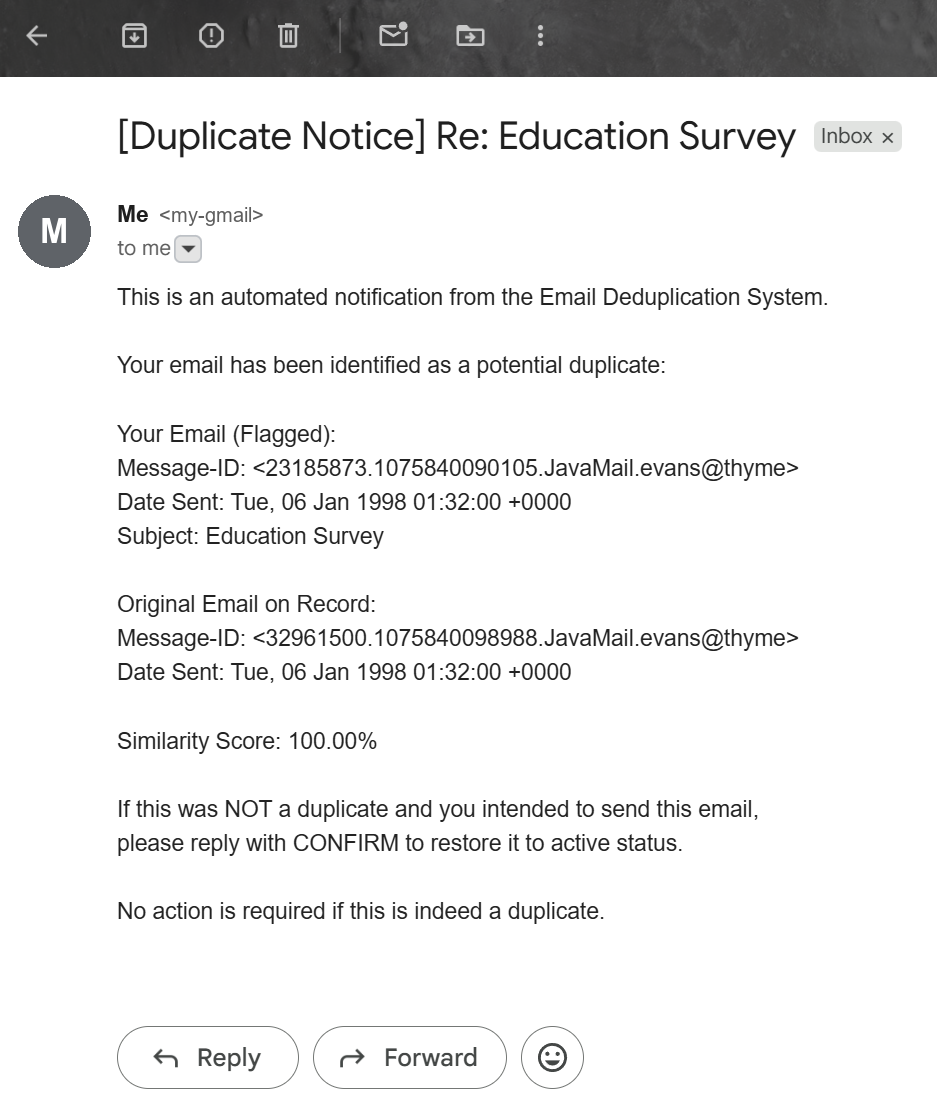 [Duplicate Notice] Re: Education Survey Inbox ×
M
Me <my-gmail>
to me
This is an automated notification from the Email Deduplication System.
Your email has been identified as a potential duplicate:
Your Email (Flagged):
Message-ID: <23185873.1075840090105.JavaMail.evans@thyme>
Date Sent: Tue, 06 Jan 1998 01:32:00 +0000
Subject: Education Survey
Original Email on Record:
Message-ID: <32961500.1075840098988.JavaMail.evans@thyme>
Date Sent: Tue, 06 Jan 1998 01:32:00 +0000
Similarity Score: 100.00%
If this was NOT a duplicate and you intended to send this email,
please reply with CONFIRM to restore it to active status.
No action is required if this is indeed a duplicate.
Reply Forward